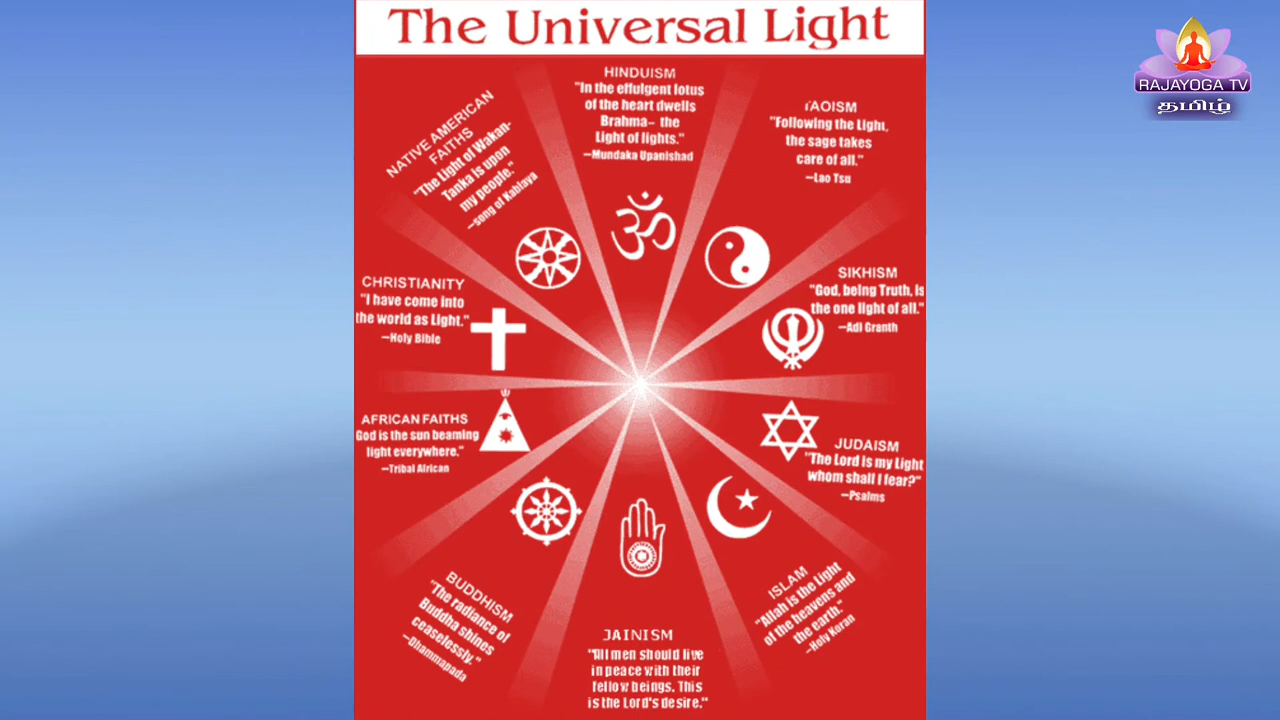 The Universal Light
RAJAYOGA TV
தமிழ்
HINDUISM
"In the effulgent lotus
of the heart dwells
Brahma– the
Light of lights."
–Mundaka Upanishad
TAOISM
"Following the Light,
the sage takes
care of all."
–Lao Tsu
SIKHISM
"God, being Truth, is
the one light of all."
–Adi Granth
JUDAISM
"The Lord is my Light
whom shall I fear?"
–Psalms
ISLAM
"Allah is the Light
of the heavens and
the earth."
–Holy Koran
JAINISM
"All men should live
in peace with their
fellow beings. This
is the Lord's desire."
BUDDHISM
"The radiance of
Buddha shines
ceaselessly."
–Dhammapada
AFRICAN FAITHS
God is the sun beaming
light everywhere."
–Tribal African
CHRISTIANITY
"I have come into
the world as Light."
–Holy Bible
NATIVE AMERICAN
FAITHS
"The Light of Wakan-
Tanka is upon
my people."
–song of Kablaya